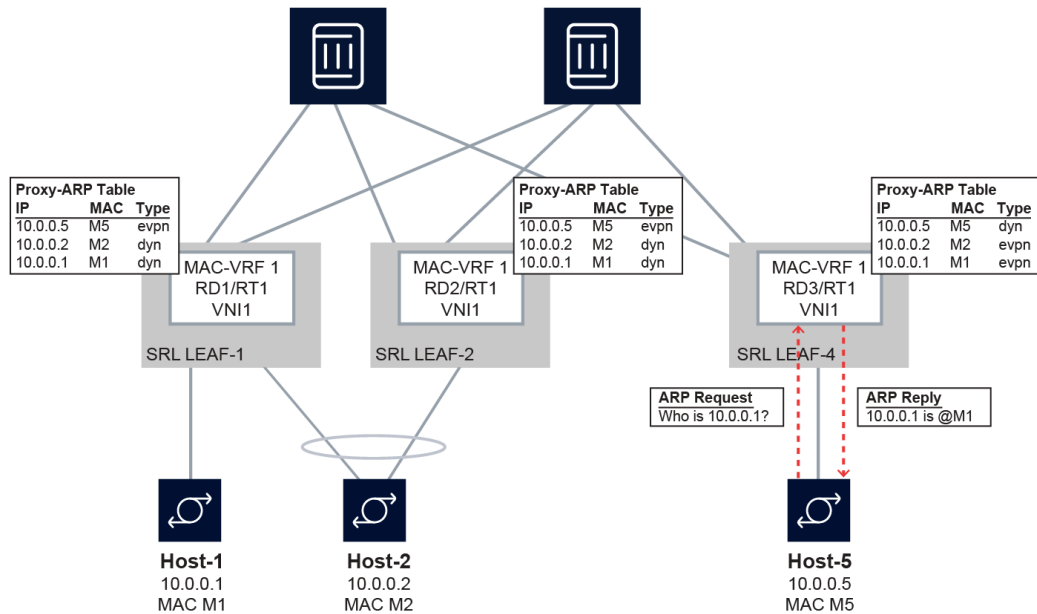 Proxy-ARP Table
IP MAC Type
10.0.0.5 M5 evpn
10.0.0.2 M2 dyn
10.0.0.1 M1 dyn
Proxy-ARP Table
IP MAC Type
10.0.0.5 M5 evpn
10.0.0.2 M2 dyn
10.0.0.1 M1 dyn
Proxy-ARP Table
IP MAC Type
10.0.0.5 M5 dyn
10.0.0.2 M2 evpn
10.0.0.1 M1 evpn
MAC-VRF 1
RD1/RT1
VNI1
SRL LEAF-1
MAC-VRF 1
RD2/RT1
VNI1
SRL LEAF-2
MAC-VRF 1
RD3/RT1
VNI1
SRL LEAF-4
ARP Request
Who is 10.0.0.1?
ARP Reply
10.0.0.1 is @M1
Host-1
10.0.0.1
MAC M1
Host-2
10.0.0.2
MAC M2
Host-5
10.0.0.5
MAC M5